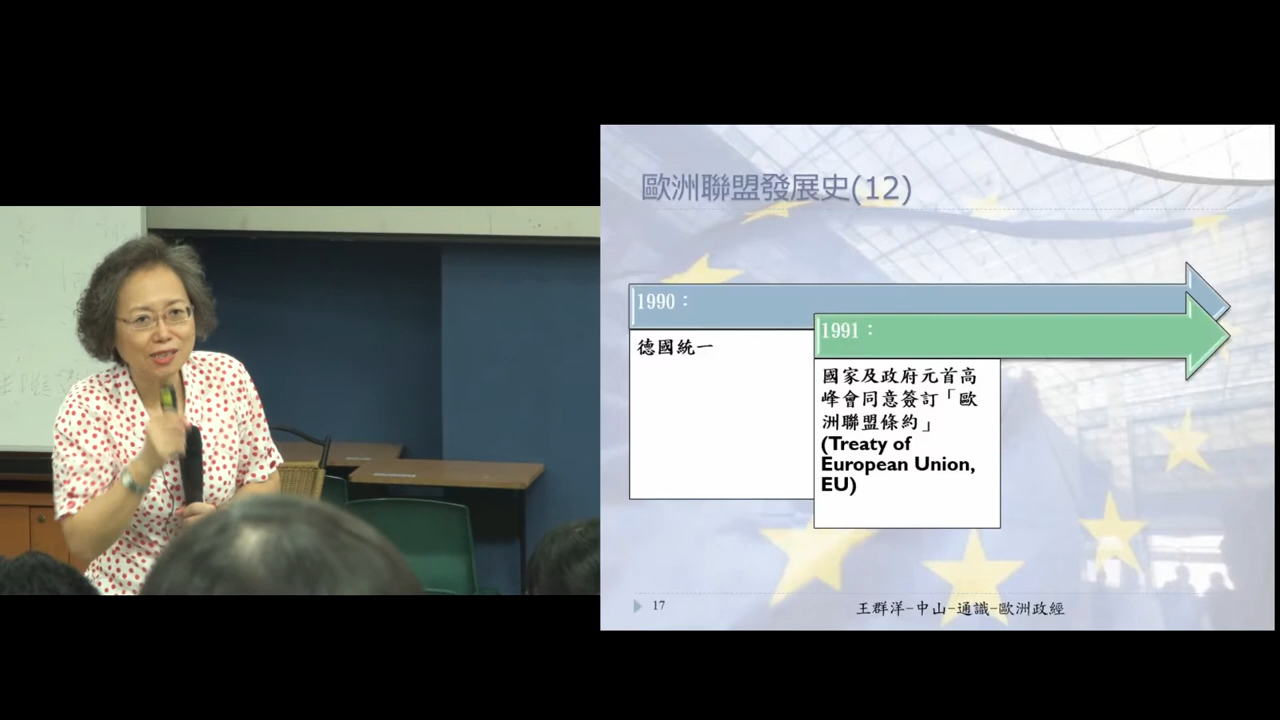 歐洲聯盟發展史(12)
1990：
德國統一
1991：
國家及政府元首高
峰會同意簽訂「歐
洲聯盟條約」
(Treaty of
European Union,
EU)
17
王群洋-中山-通識-歐洲政經